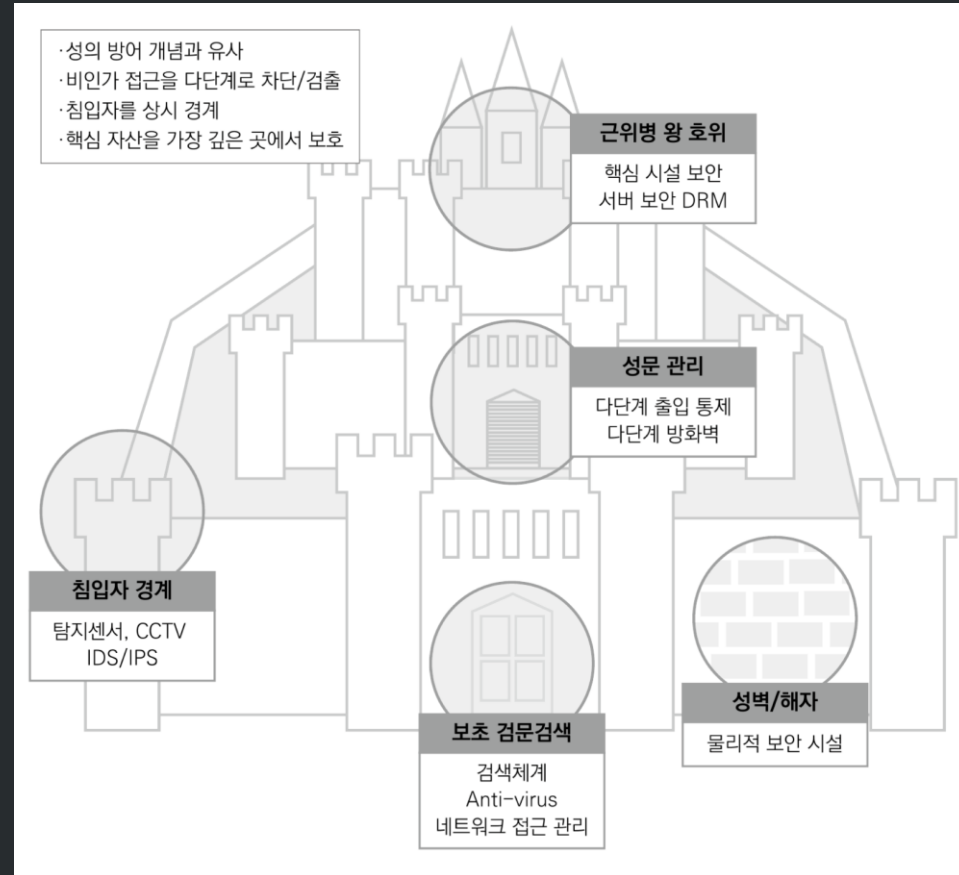 ·성의 방어 개념과 유사
·비인가 접근을 다단계로 차단/검출
·침입자를 상시 경계
·핵심 자산을 가장 깊은 곳에서 보호
근위병 왕 호위
핵심 시설 보안
서버 보안 DRM
성문 관리
다단계 출입 통제
다단계 방화벽
침입자 경계
탐지센서, CCTV
IDS/IPS
보초 검문검색
검색체계
Anti-virus
네트워크 접근 관리
성벽/해자
물리적 보안 시설